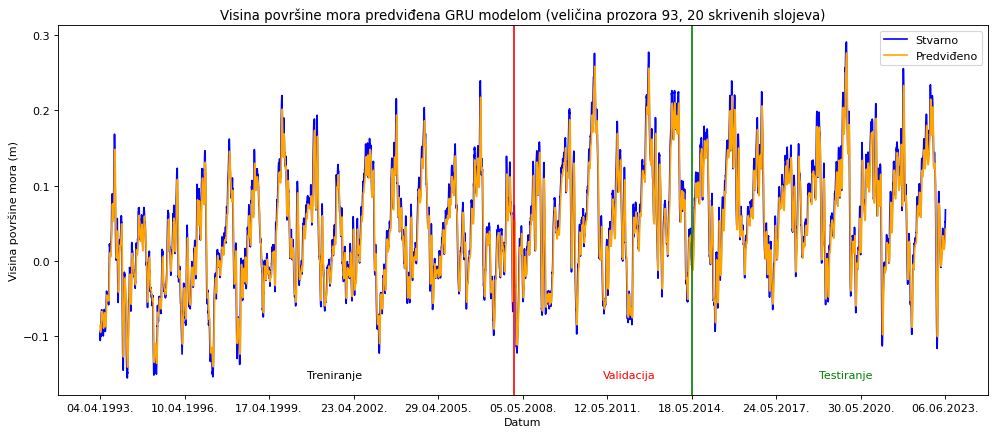 Visina površine mora predviđena GRU modelom (veličina prozora 93, 20 skrivenih slojeva)
Stvarno
Predviđeno
Visina površine mora (m)
0.3
0.2
0.1
0.0
−0.1
Treniranje
Validacija
Testiranje
04.04.1993.
10.04.1996.
17.04.1999.
23.04.2002.
29.04.2005.
05.05.2008.
12.05.2011.
18.05.2014.
24.05.2017.
30.05.2020.
06.06.2023.
Datum